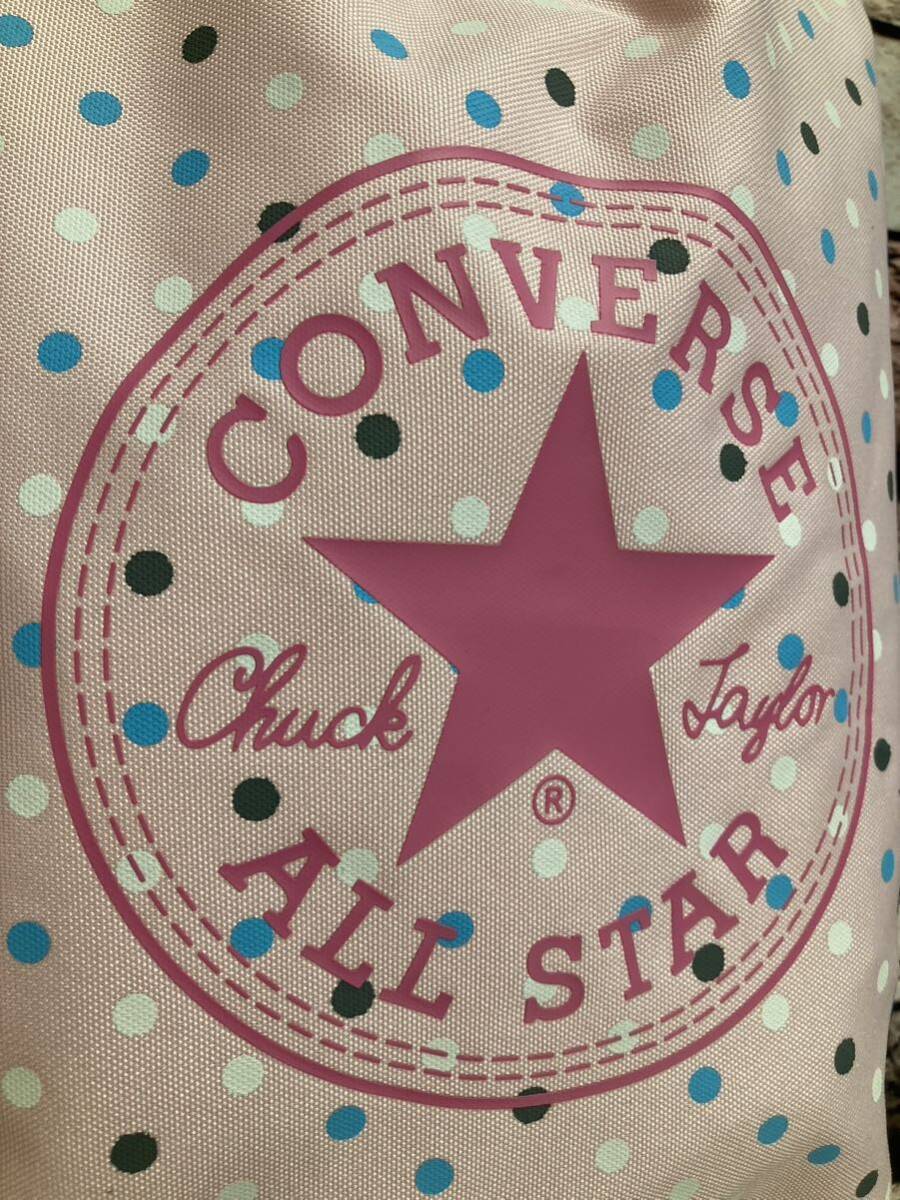 CONVERSE
Chuck Taylor
®
ALL STAR